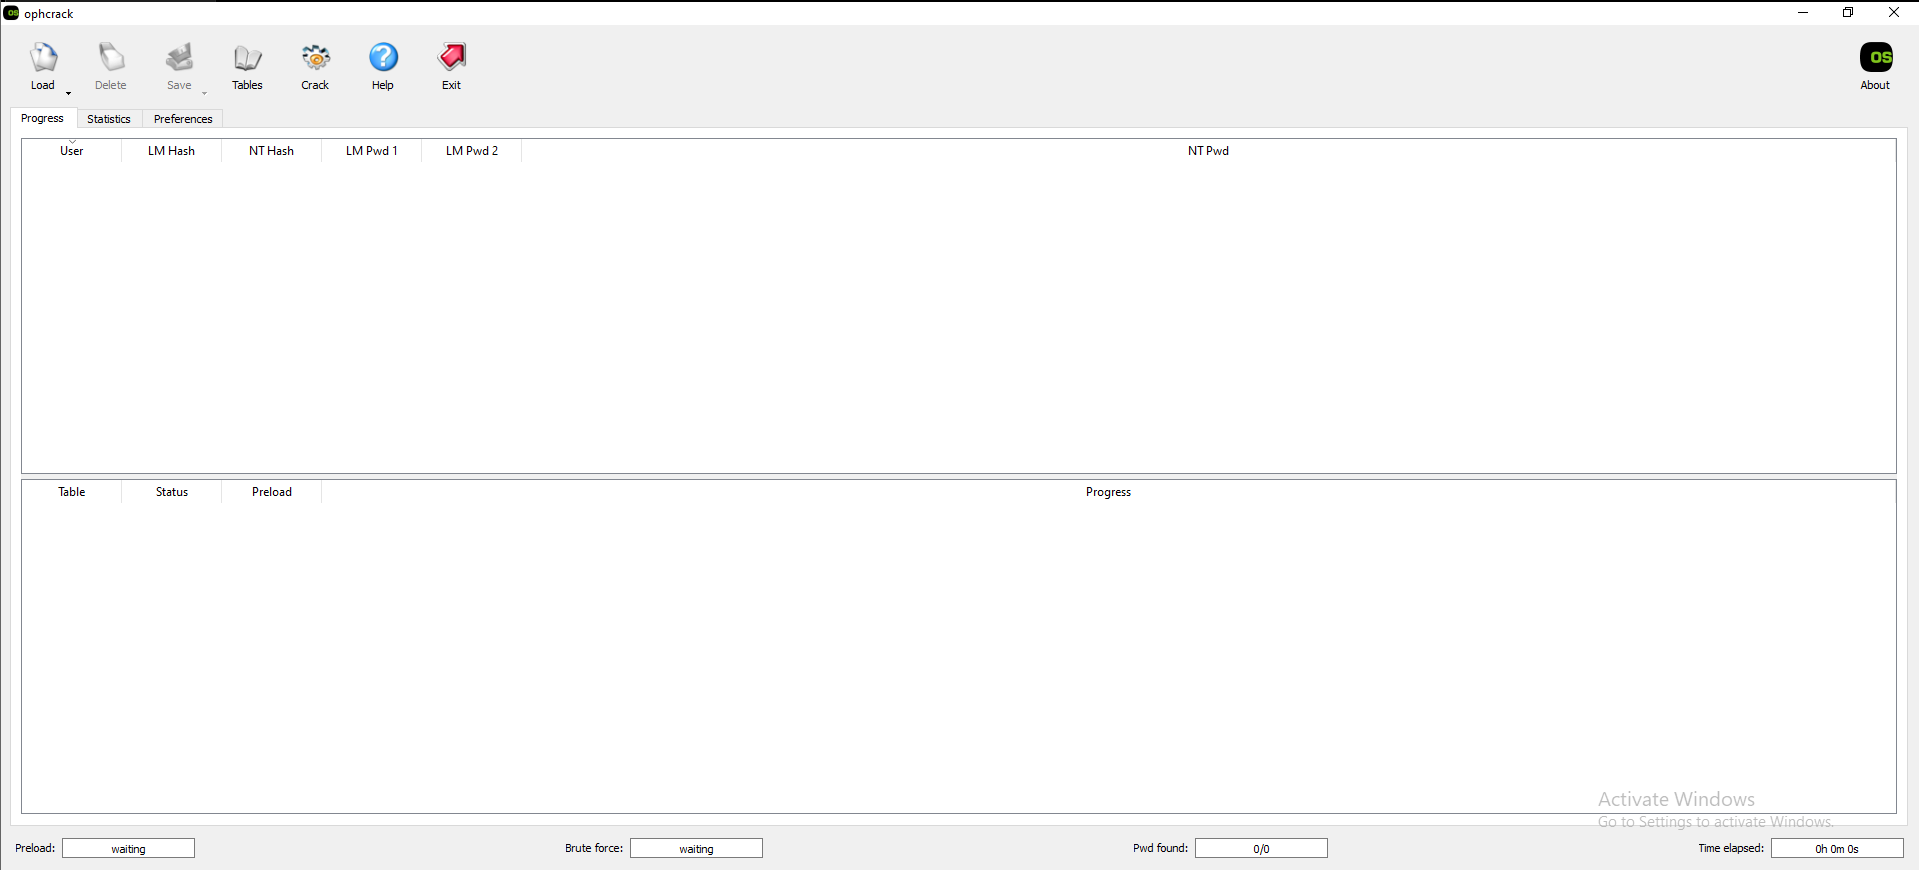 OS ophcrack
OS
Load Delete Save Tables Crack Help Exit About
Progress Statistics Preferences
User LM Hash NT Hash LM Pwd 1 LM Pwd 2 NT Pwd
Table Status Preload Progress
Activate Windows
Go to Settings to activate Windows.
Preload: waiting Brute force: waiting Pwd found: 0/0 Time elapsed: 0h 0m 0s